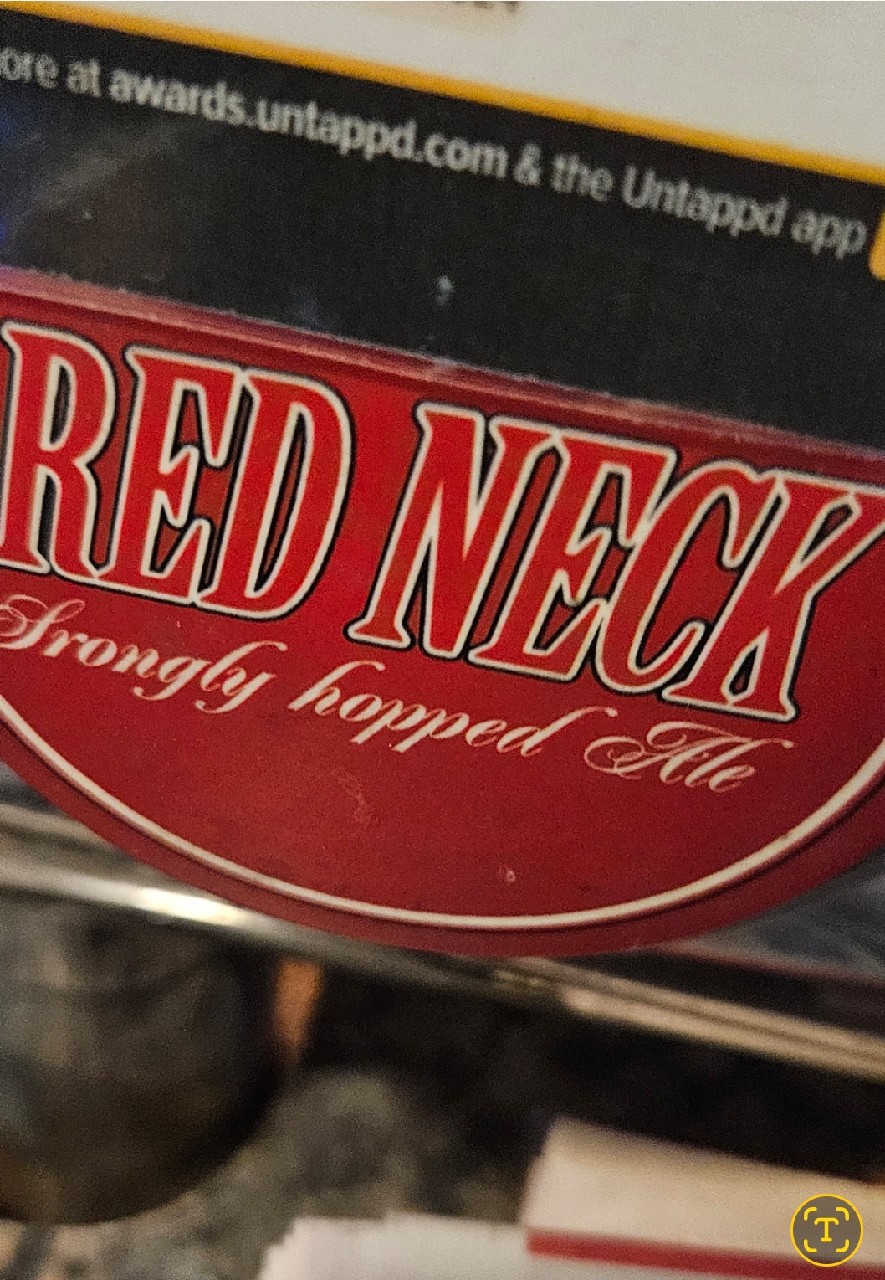 ore at awards.untappd.com & the Untappd app
RED NECK
Srongly hopped Ale